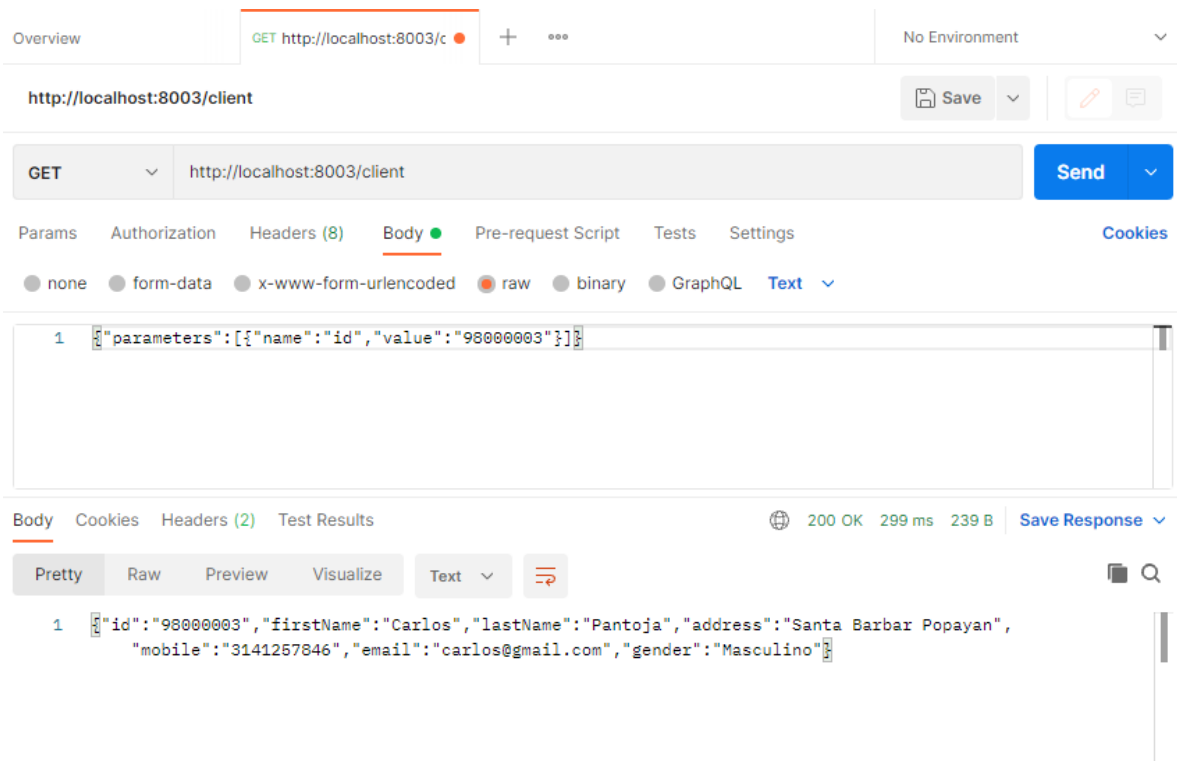 Overview GET http://localhost:8003/c No Environment
http://localhost:8003/client Save
GET http://localhost:8003/client Send
Params Authorization Headers (8) Body Pre-request Script Tests Settings Cookies
none form-data x-www-form-urlencoded raw binary GraphQL Text
1 {"parameters":[{"name":"id","value":"98000003"}]}
Body Cookies Headers (2) Test Results 200 OK 299 ms 239 B Save Response
Pretty Raw Preview Visualize Text
1 {"id":"98000003","firstName":"Carlos","lastName":"Pantoja","address":"Santa Barbar Popayan",
"mobile":"3141257846","email":"carlos@gmail.com","gender":"Masculino"}